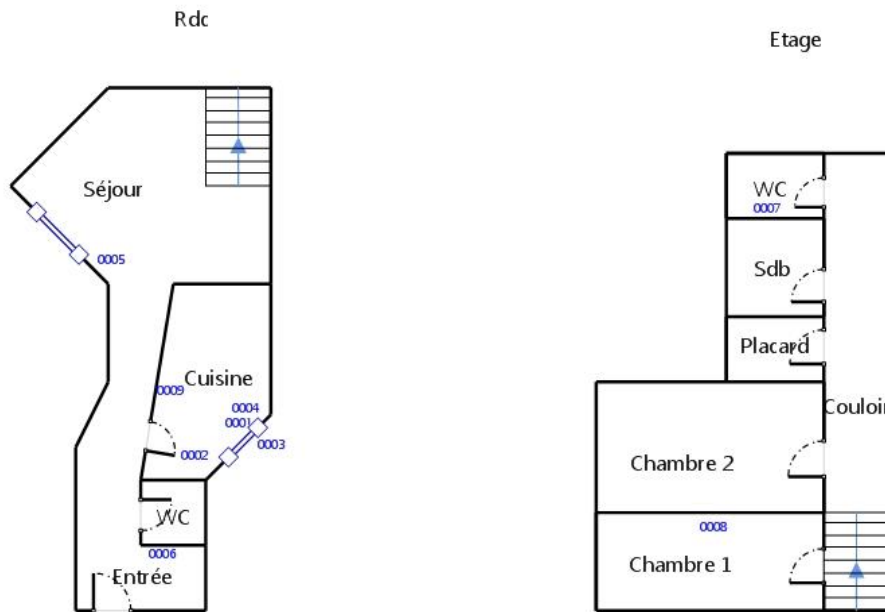 Rdc
Etage
Séjour
0005
Cuisine
0009
0004
0001
0003
0002
WC
0006
Entrée
WC
0007
Sdb
Placard
Couloir
Chambre 2
0008
Chambre 1